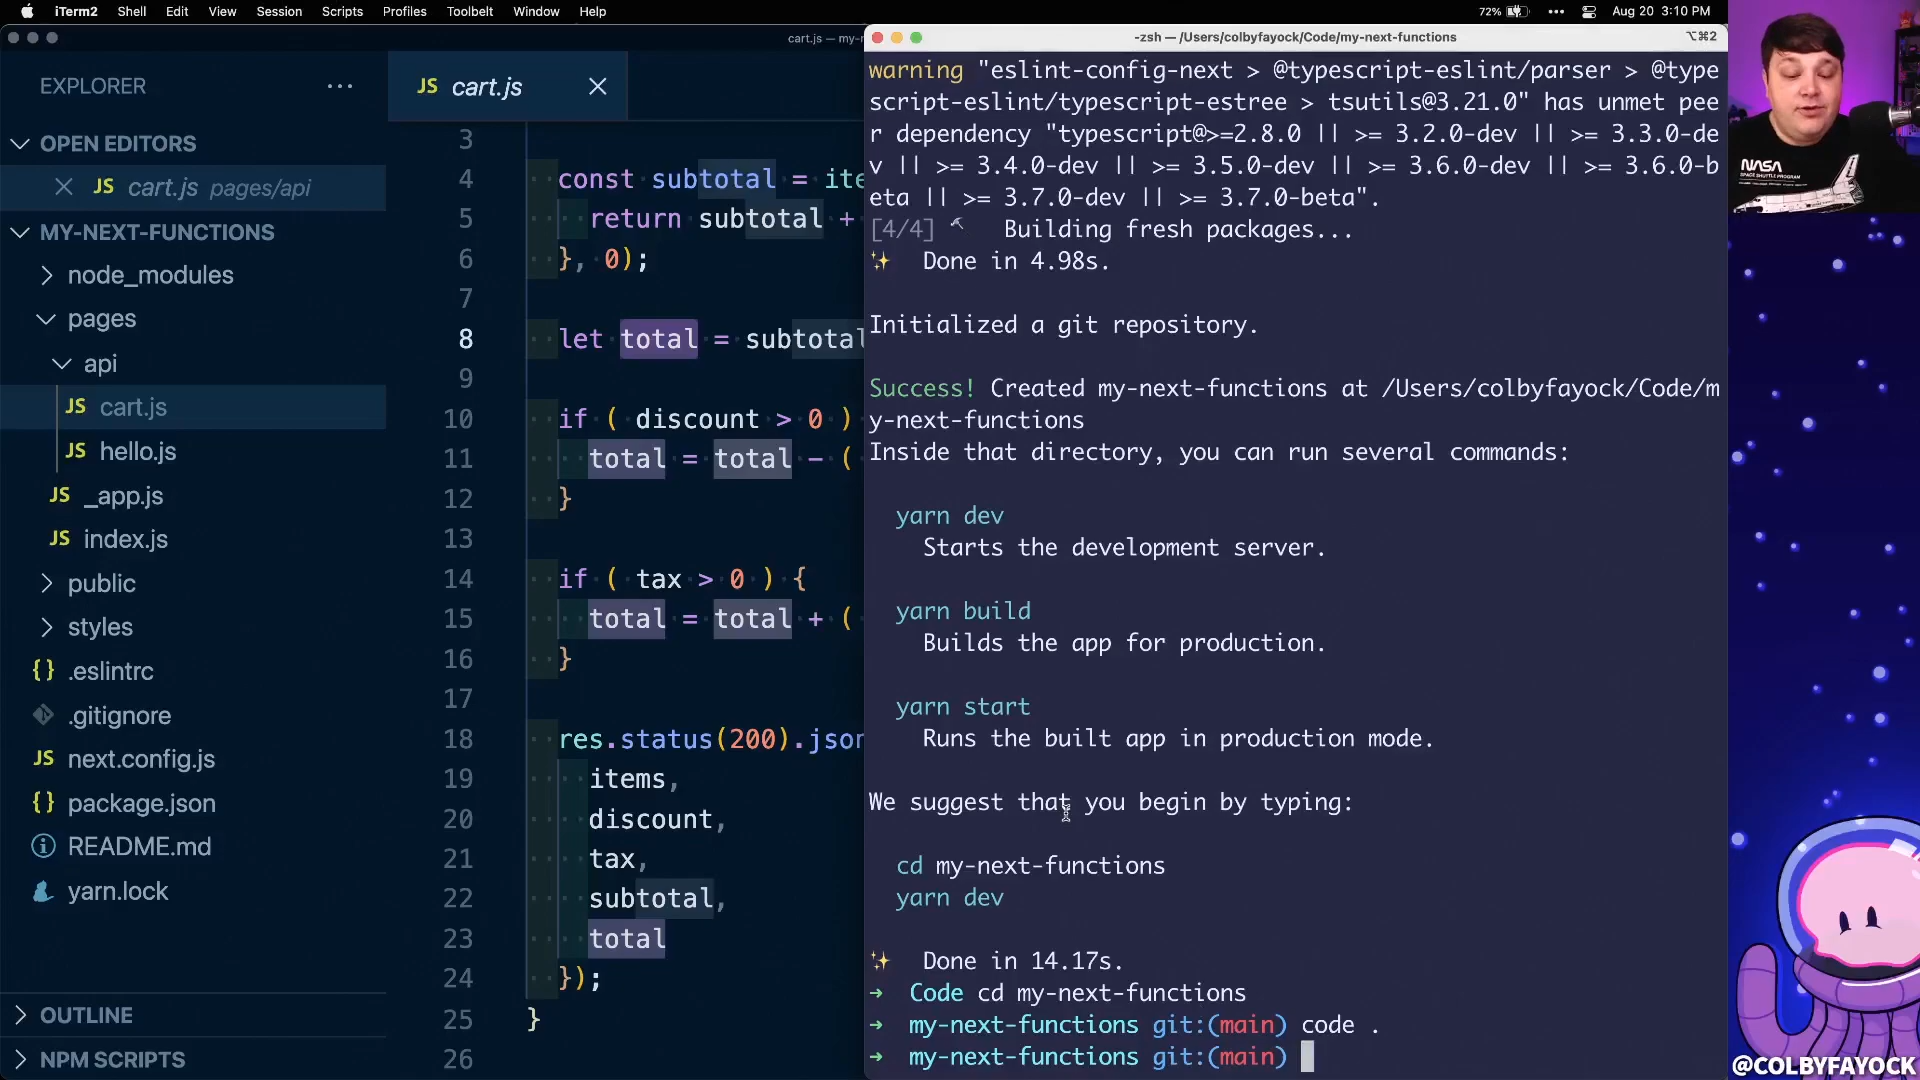 iTerm2 Shell Edit View Session Scripts Profiles Toolbelt Window Help
72% Aug 20 3:10 PM
cart.js — my-n
EXPLORER
OPEN EDITORS
JS cart.js pages/api
MY-NEXT-FUNCTIONS
node_modules
pages
api
JS cart.js
JS hello.js
JS _app.js
JS index.js
public
styles
{} .eslintrc
.gitignore
JS next.config.js
{} package.json
README.md
yarn.lock
OUTLINE
NPM SCRIPTS
JS cart.js
3
4 const subtotal = ite
5 return subtotal +
6 }, 0);
7
8 let total = subtotal
9
10 if ( discount > 0 )
11 total = total - (
12 }
13
14 if ( tax > 0 ) {
15 total = total + (
16 }
17
18 res.status(200).json
19 items,
20 discount,
21 tax,
22 subtotal,
23 total
24 });
25 }
26
-zsh — /Users/colbyfayock/Code/my-next-functions
⌥⌘2
warning "eslint-config-next > @typescript-eslint/parser > @type
script-eslint/typescript-estree > tsutils@3.21.0" has unmet pee
r dependency "typescript@>=2.8.0 || >= 3.2.0-dev || >= 3.3.0-de
v || >= 3.4.0-dev || >= 3.5.0-dev || >= 3.6.0-dev || >= 3.6.0-b
eta || >= 3.7.0-dev || >= 3.7.0-beta".
[4/4] Building fresh packages...
✨ Done in 4.98s.
Initialized a git repository.
Success! Created my-next-functions at /Users/colbyfayock/Code/m
y-next-functions
Inside that directory, you can run several commands:
yarn dev
Starts the development server.
yarn build
Builds the app for production.
yarn start
Runs the built app in production mode.
We suggest that you begin by typing:
cd my-next-functions
yarn dev
✨ Done in 14.17s.
→ Code cd my-next-functions
→ my-next-functions git:(main) code .
→ my-next-functions git:(main)
NASA
SPACE SHUTTLE PROGRAM
@COLBYFAYOCK